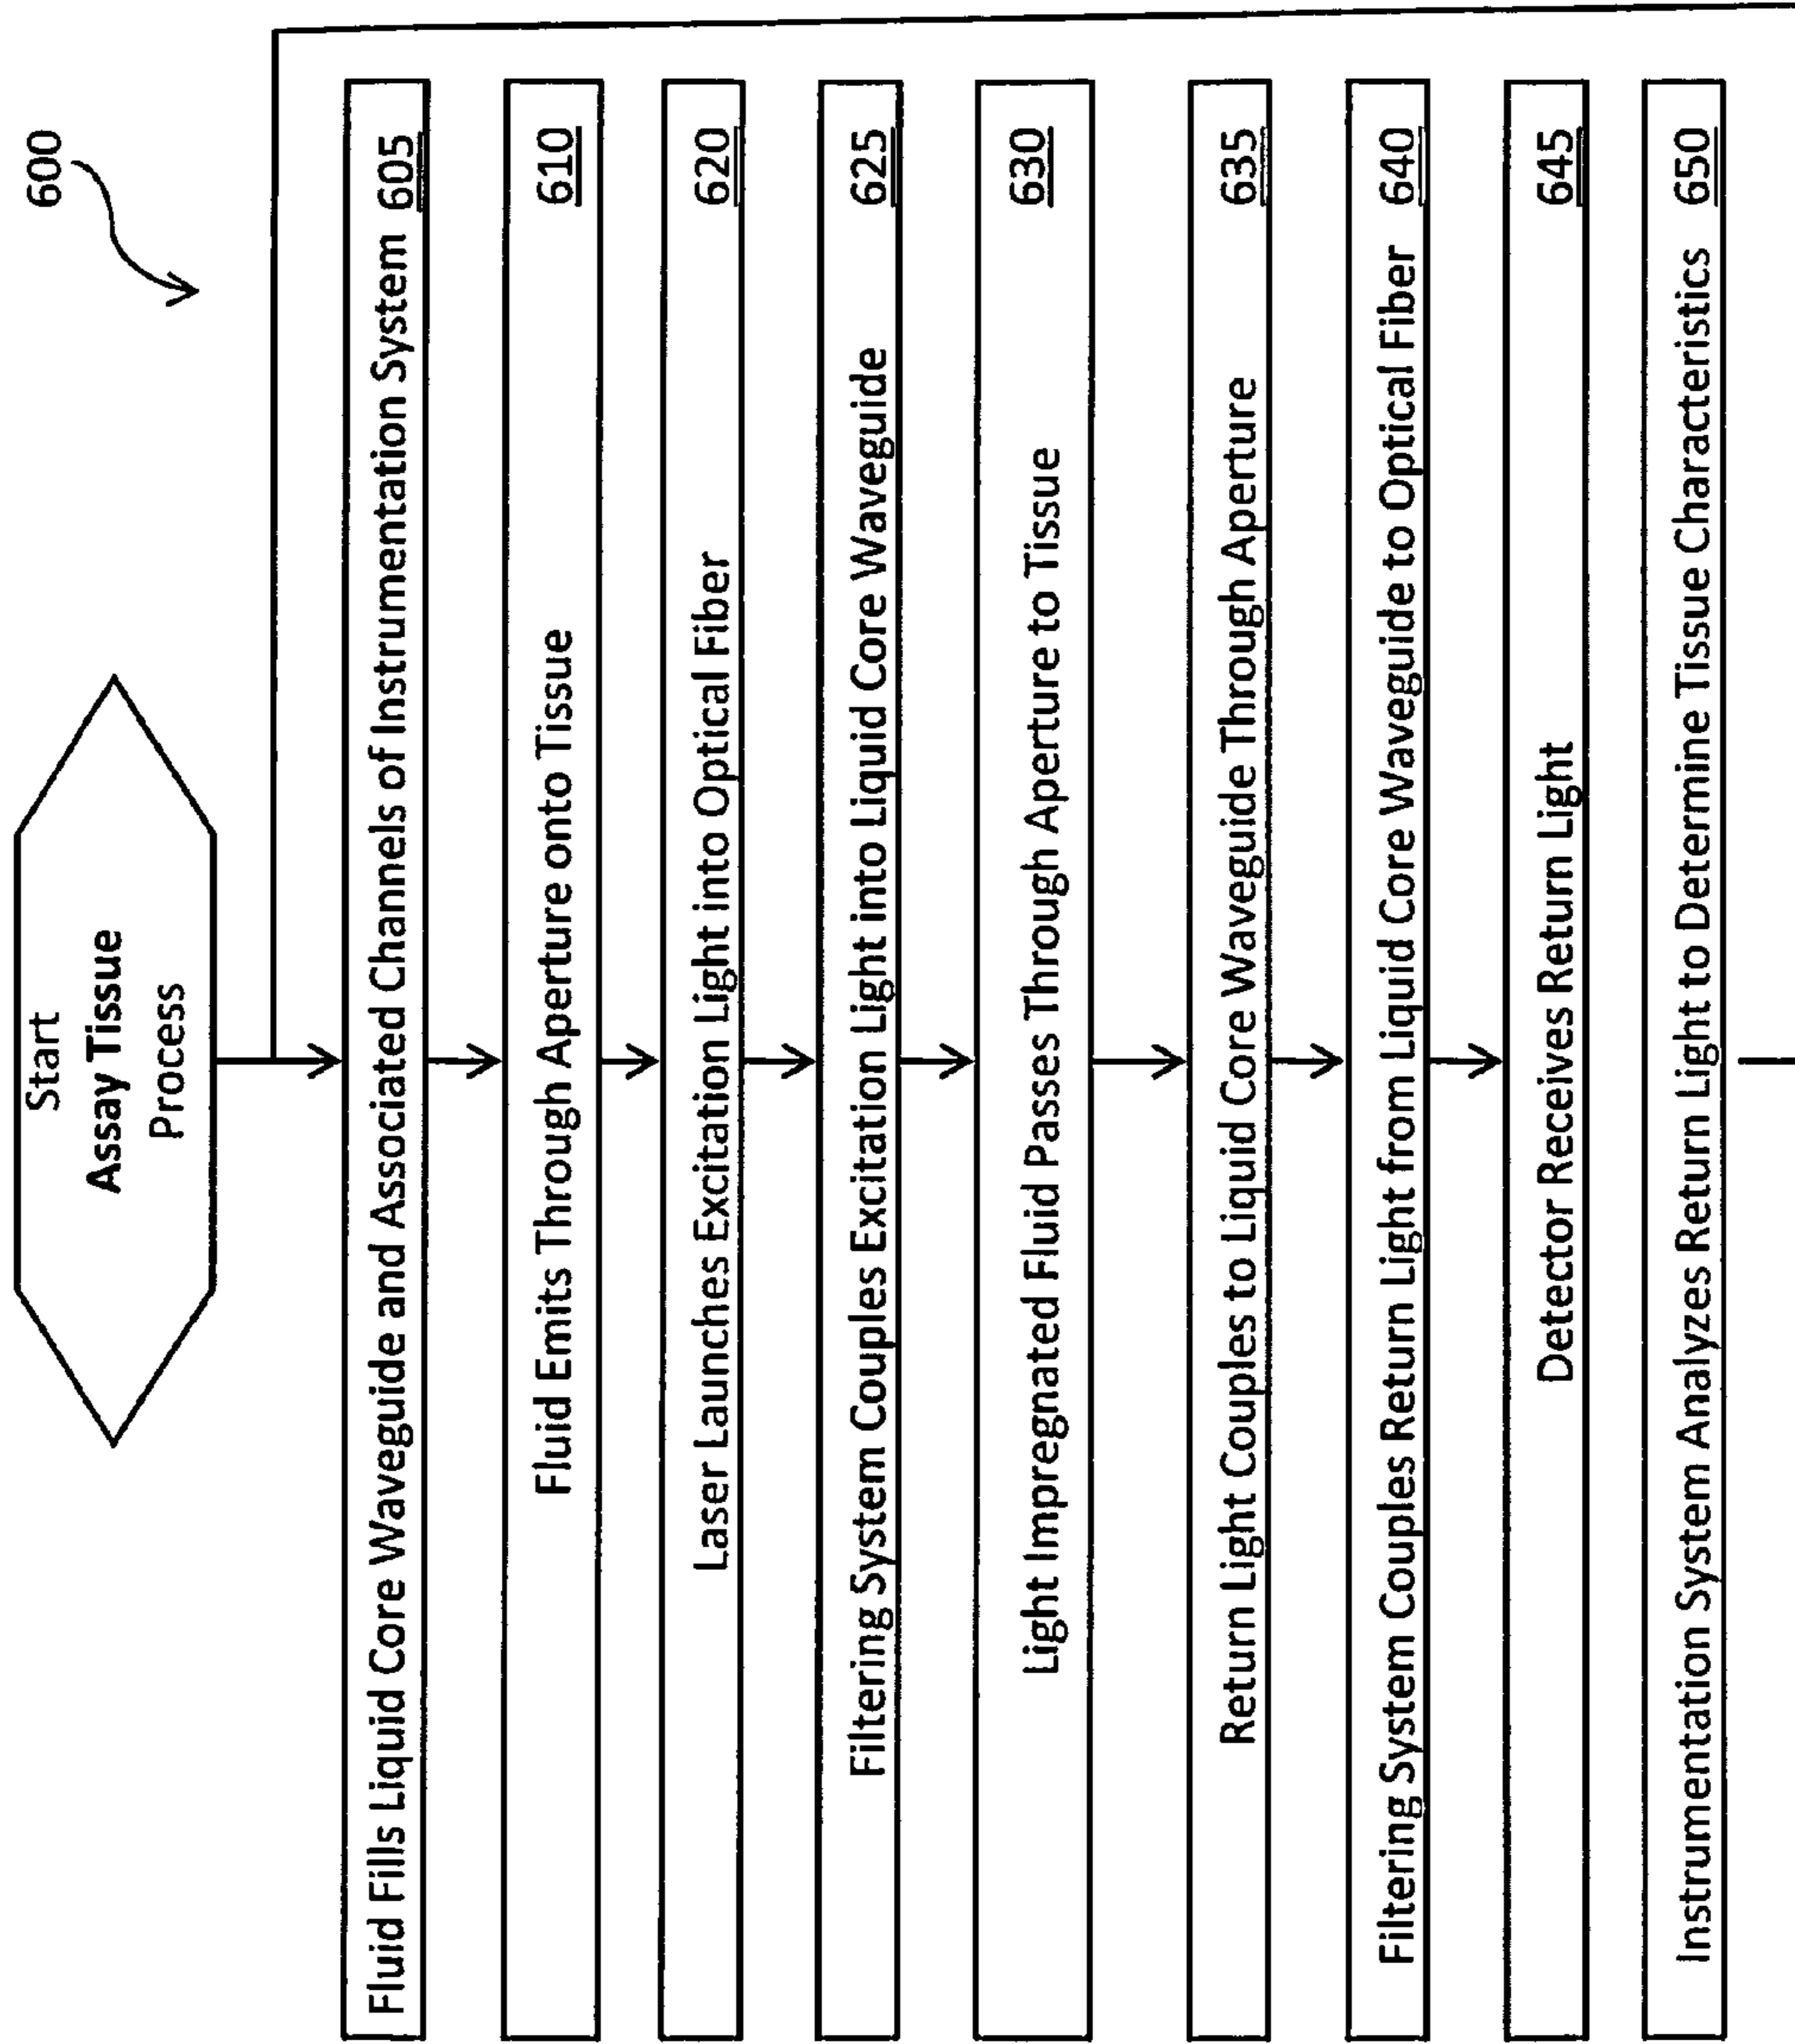 600
Start
Assay Tissue
Process
Fluid Fills Liquid Core Waveguide and Associated Channels of Instrumentation System 605
Fluid Emits Through Aperture onto Tissue 610
Laser Launches Excitation Light into Optical Fiber 620
Filtering System Couples Excitation Light into Liquid Core Waveguide 625
Light Impregnated Fluid Passes Through Aperture to Tissue 630
Return Light Couples to Liquid Core Waveguide Through Aperture 635
Filtering System Couples Return Light from Liquid Core Waveguide to Optical Fiber 640
Detector Receives Return Light 645
Instrumentation System Analyzes Return Light to Determine Tissue Characteristics 650